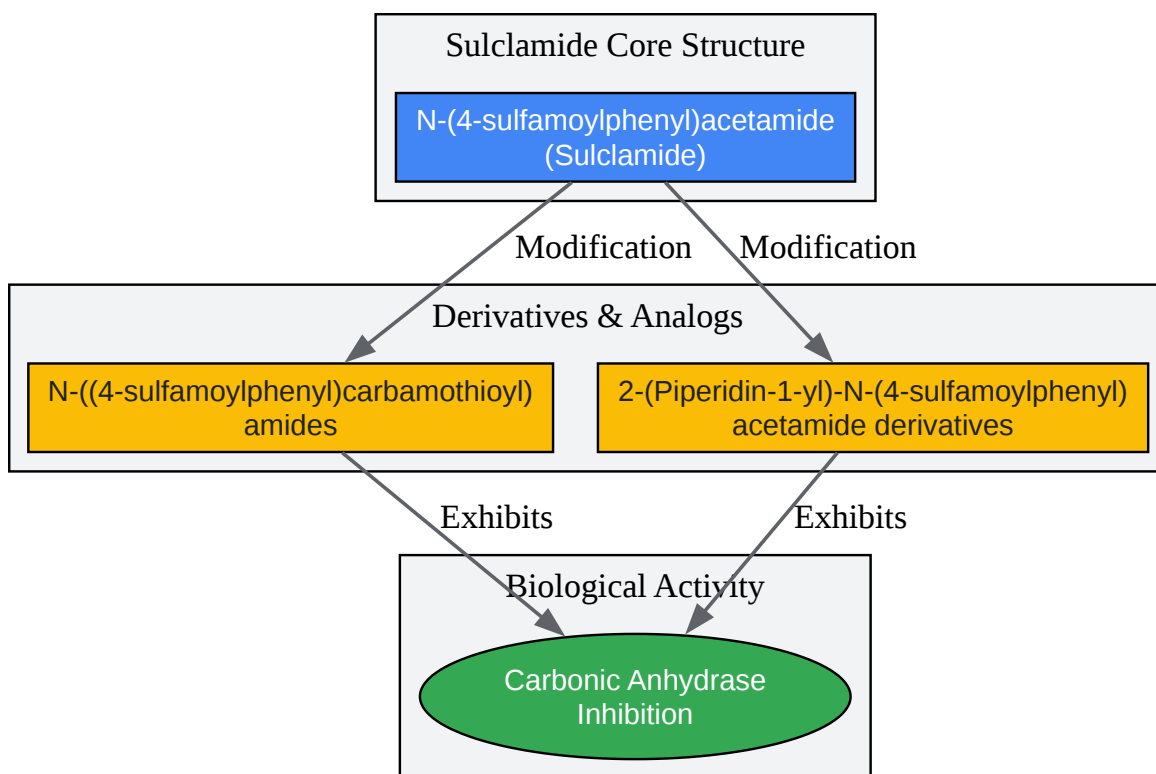 Sulclamide Core Structure
N-(4-sulfamoylphenyl)acetamide
(Sulclamide)
Modification
Modification
Derivatives & Analogs
N-((4-sulfamoylphenyl)carbamothioyl)
amides
2-(Piperidin-1-yl)-N-(4-sulfamoylphenyl)
acetamide derivatives
Exhibits
Exhibits
Biological Activity
Carbonic Anhydrase
Inhibition